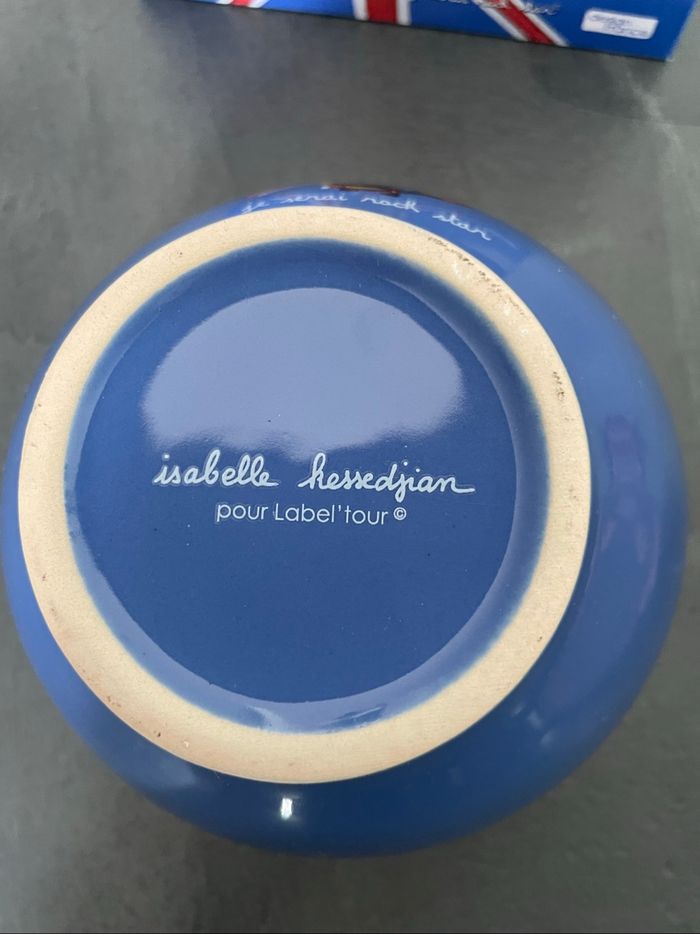 je serai rock star
isabelle hessedjian
pour Label'tour ©